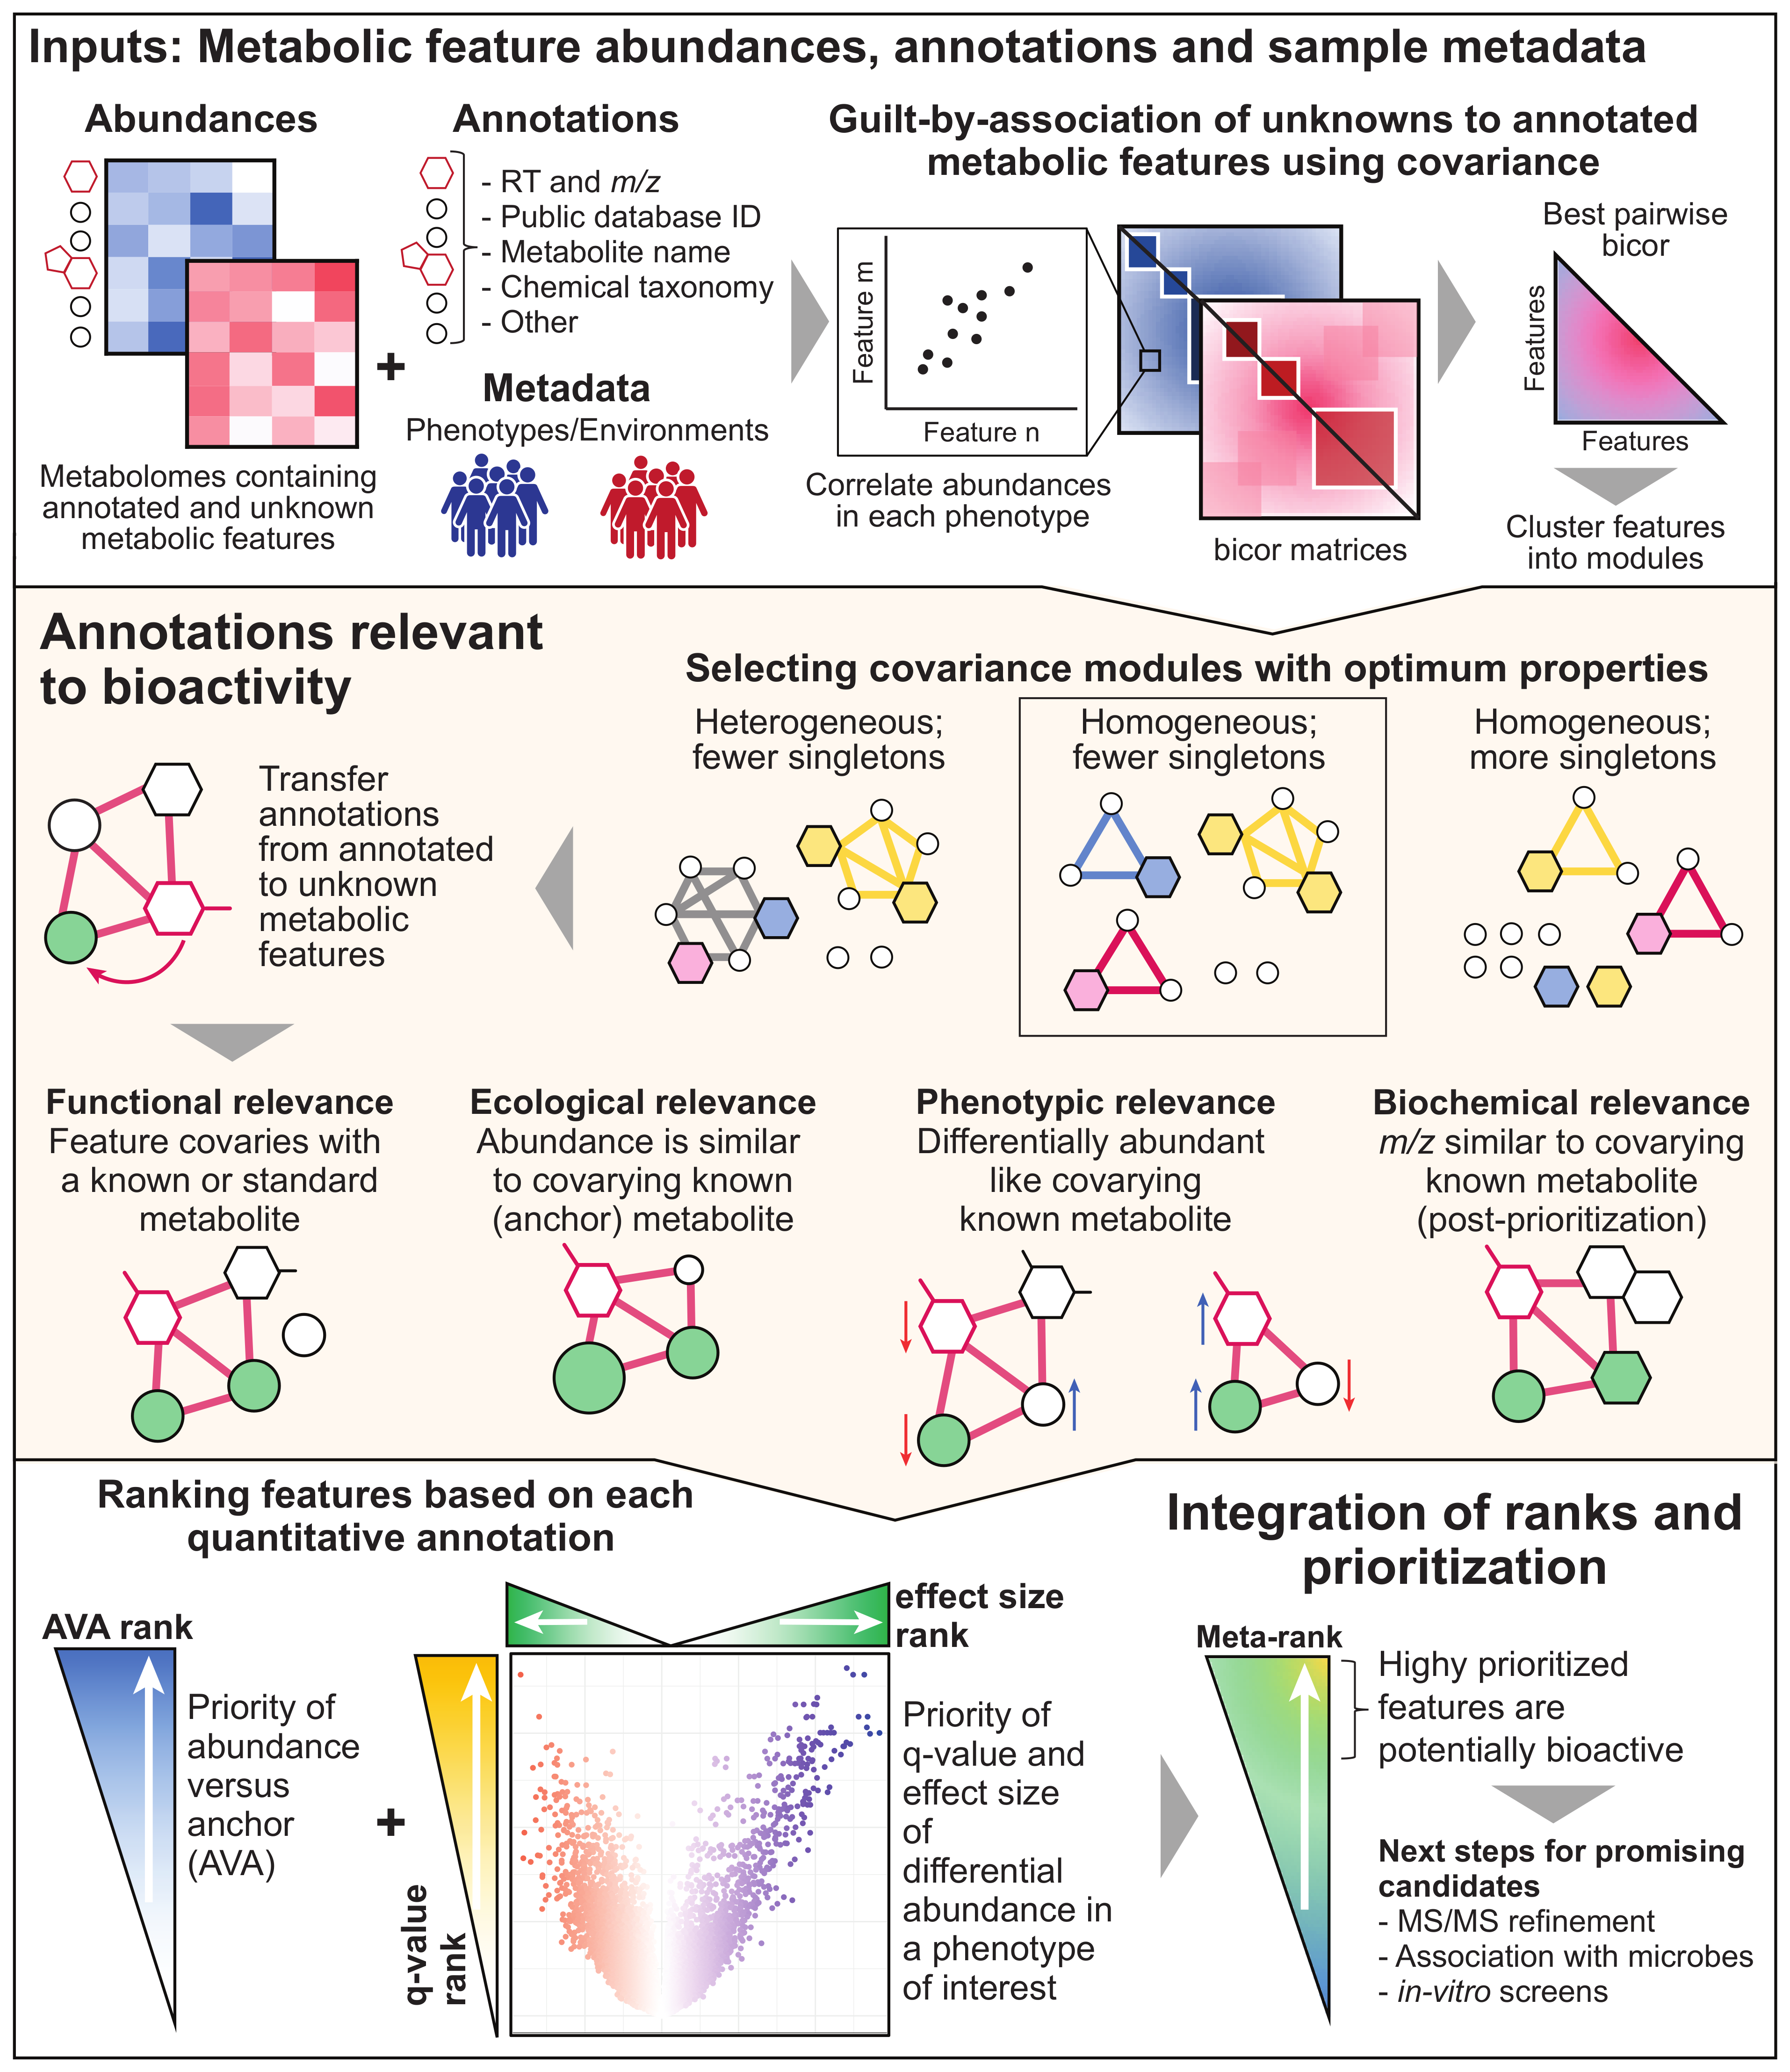 Inputs: Metabolic feature abundances, annotations and sample metadata
Abundances
Metabolomes containing
annotated and unknown
metabolic features
+
Annotations
- RT and m/z
- Public database ID
- Metabolite name
- Chemical taxonomy
- Other
Metadata
Phenotypes/Environments
Guilt-by-association of unknowns to annotated
metabolic features using covariance
Feature m
Feature n
Correlate abundances
in each phenotype
bicor matrices
Best pairwise
bicor
Features
Features
Cluster features
into modules
Annotations relevant
to bioactivity
Selecting covariance modules with optimum properties
Heterogeneous;
fewer singletons
Homogeneous;
fewer singletons
Homogeneous;
more singletons
Transfer
annotations
from annotated
to unknown
metabolic
features
Functional relevance
Feature covaries with
a known or standard
metabolite
Ecological relevance
Abundance is similar
to covarying known
(anchor) metabolite
Phenotypic relevance
Differentially abundant
like covarying
known metabolite
Biochemical relevance
m/z similar to covarying
known metabolite
(post-prioritization)
Ranking features based on each
quantitative annotation
AVA rank
Priority of
abundance
versus
anchor
(AVA)
+
q-value
rank
effect size
rank
Priority of
q-value and
effect size
of
differential
abundance in
a phenotype
of interest
Integration of ranks and
prioritization
Meta-rank
Highy prioritized
features are
potentially bioactive
Next steps for promising
candidates
- MS/MS refinement
- Association with microbes
- in-vitro screens